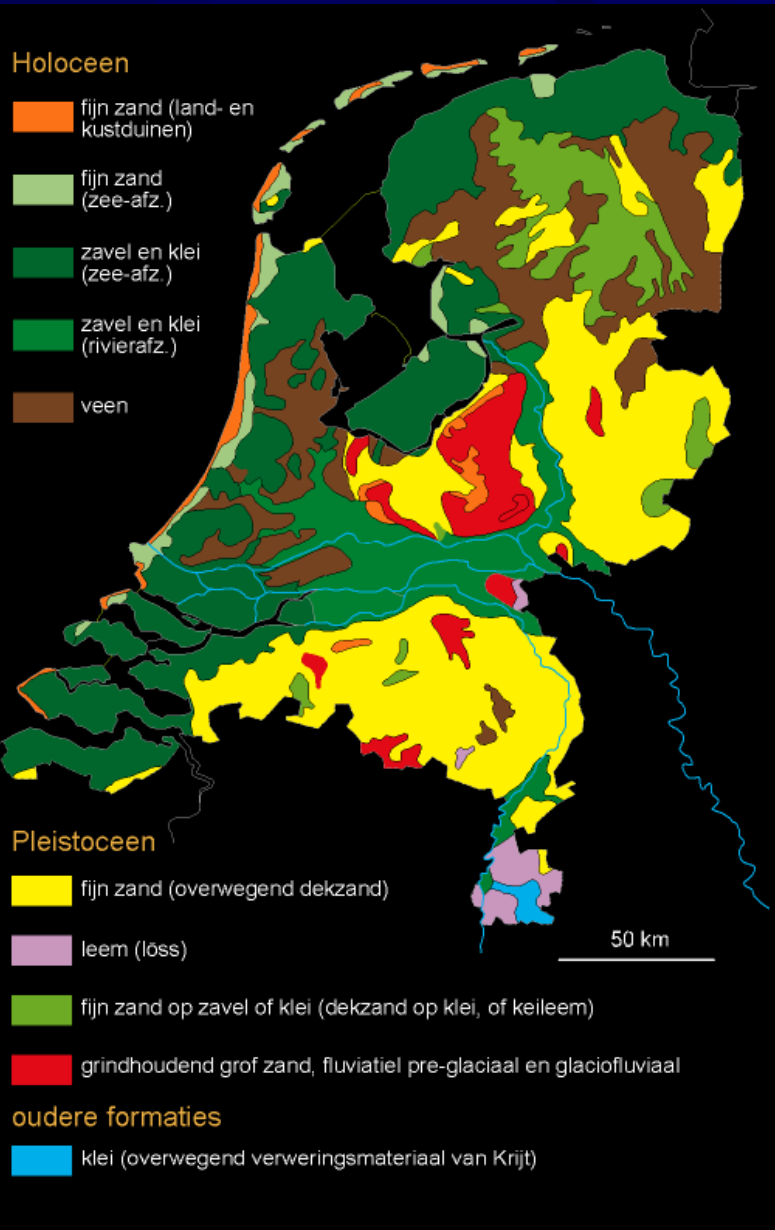 Holoceen
fijn zand (land- en
kustduinen)
fijn zand
(zee-afz.)
zavel en klei
(zee-afz.)
zavel en klei
(rivierafz.)
veen
Pleistoceen
fijn zand (overwegend dekzand)
leem (löss)
50 km
fijn zand op zavel of klei (dekzand op klei, of keileem)
grindhoudend grof zand, fluviatiel pre-glaciaal en glaciofluviaal
oudere formaties
klei (overwegend verweringsmateriaal van Krijt)